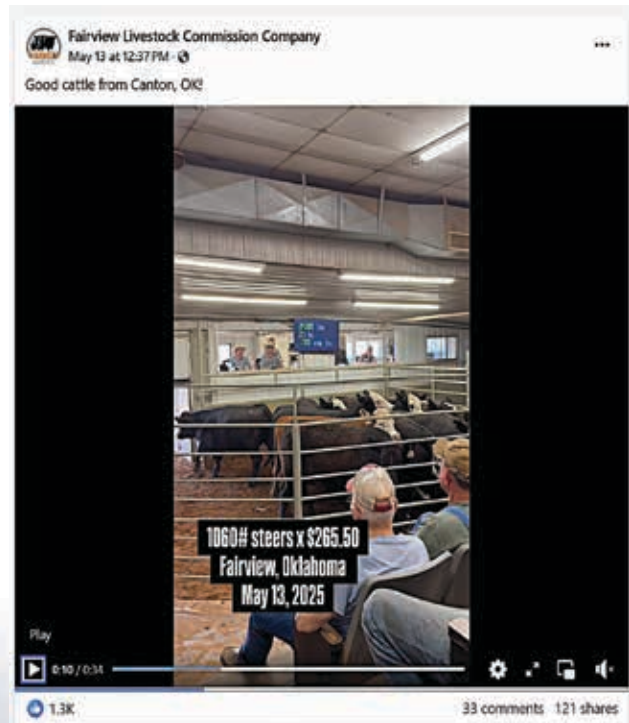 Fairview Livestock Commission Company
May 13 at 12:37 PM ·
Good cattle from Canton, OK!
1060# steers x $265.50
Fairview, Oklahoma
May 13, 2025
Play
0:10 / 0:34
1.3K
33 comments 121 shares